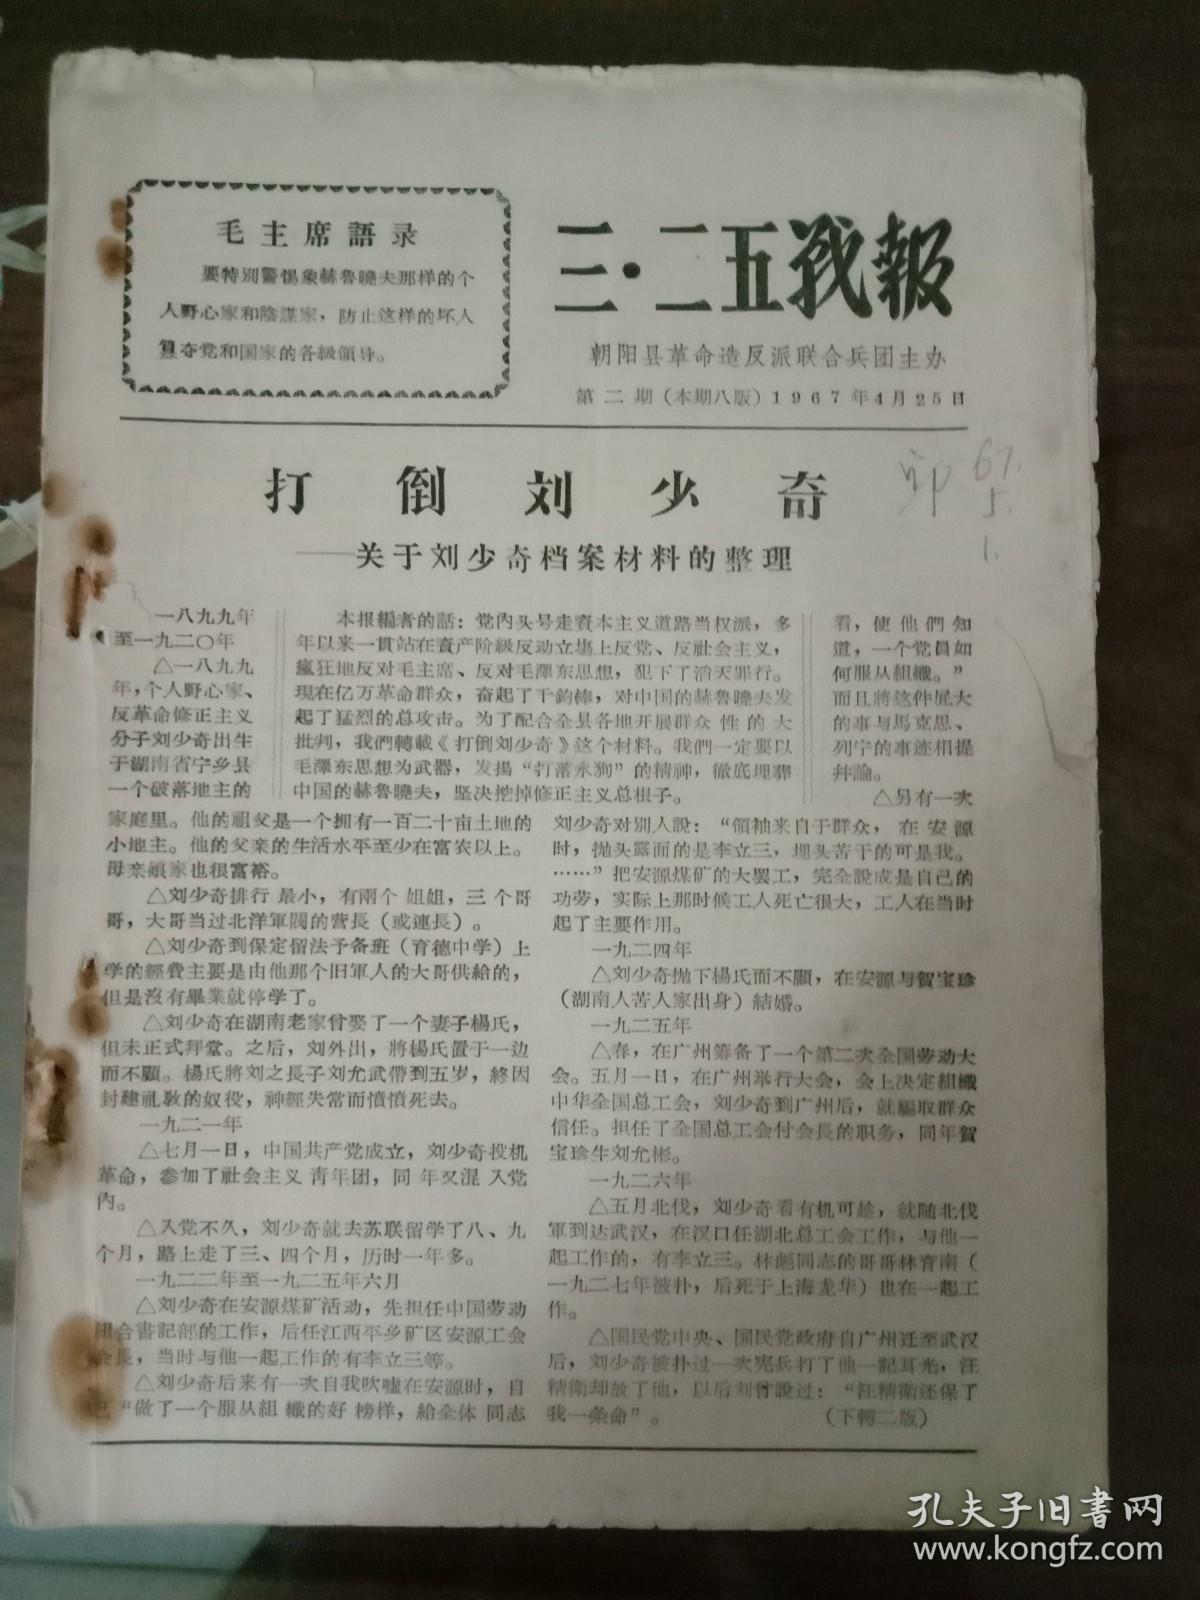 毛主席語录
要特別警惕象赫魯曉夫那样的个
人野心家和陰謀家，防止这样的坏人
篡夺党和国家的各級領导。
三·二五战報
朝阳县革命造反派联合兵团主办
第二期（本期八版）1967年4月25日
打倒刘少奇
——关于刘少奇档案材料的整理
67.
5.
1.
一八九九年
至一九二〇年
△一八九九
年，个人野心家、
反革命修正主义
分子刘少奇出生
于湖南省宁乡县
一个破落地主的
家庭里。他的祖父是一个拥有一百二十亩土地的
小地主。他的父亲的生活水平至少在富农以上。
母亲娘家也很富裕。
△刘少奇排行最小，有兩个姐姐，三个哥
哥，大哥当过北洋軍閥的营長（或連長）。
△刘少奇到保定留法予备班（育德中学）上
学的經費主要是由他那个旧軍人的大哥供給的，
但是沒有畢業就停学了。
△刘少奇在湖南老家曾娶了一个妻子楊氏，
但未正式拜堂。之后，刘外出，將楊氏置于一边
而不顧。楊氏將刘之長子刘允武帶到五岁，終因
封建礼敎的奴役，神經失常而憤憤死去。
一九二一年
△七月一日，中国共产党成立，刘少奇投机
革命，参加了社会主义青年团，同年又混入党
內。
△入党不久，刘少奇就去苏联留学了八、九
个月，路上走了三、四个月，历时一年多。
一九二二年至一九二五年六月
△刘少奇在安源煤矿活动，先担任中国劳动
組合書記部的工作，后任江西萍乡矿区安源工会
会長，当时与他一起工作的有李立三等。
△刘少奇后来有一次自我吹噓在安源时，自
己“做了一个服从組織的好榜样，給全体同志
本报編者的話：党內头号走資本主义道路当权派，多
年以来一貫站在資产阶級反动立場上反党、反社会主义，
瘋狂地反对毛主席、反对毛澤东思想，犯下了滔天罪行。
現在亿万革命群众，奋起了千鈞棒，对中国的赫魯曉夫发
起了猛烈的总攻击。为了配合全县各地开展群众性的大
批判，我們轉載《打倒刘少奇》这个材料。我們一定要以
毛澤东思想为武器，发揚“打落水狗”的精神，徹底埋葬
中国的赫魯曉夫，坚决挖掉修正主义总根子。
看，使他們知
道，一个党員如
何服从組織。”
而且將这件屁大
的事与馬克思、
列宁的事迹相提
幷論。
△另有一次
刘少奇对別人說：“領袖来自于群众，在安源
时，拋头露面的是李立三，埋头苦干的可是我。
……”把安源煤矿的大罢工，完全說成是自己的
功劳，实际上那时候工人死亡很大，工人在当时
起了主要作用。
一九二四年
△刘少奇拋下楊氏而不顧，在安源与賀宝珍
（湖南人苦人家出身）結婚。
一九二五年
△春，在广州筹备了一个第二次全国劳动大
会。五月一日，在广州举行大会，会上决定組織
中华全国总工会，刘少奇到广州后，就騙取群众
信任。担任了全国总工会付会長的职务，同年賀
宝珍生刘允彬。
一九二六年
△五月北伐，刘少奇看有机可趁，就随北伐
軍到达武汉，在汉口任湖北总工会工作，与他一
起工作的，有李立三。林彪同志的哥哥林育南（
一九二七年被扑，后死于上海龙华）也在一起工
作。
△国民党中央、国民党政府自广州迁至武汉
后，刘少奇被扑过一次宪兵打了他一記耳光，汪
精衛却放了他，以后刘曾說过：“汪精衛还保了
我一条命”。
（下轉二版）
孔夫子旧書网
www.kongfz.com